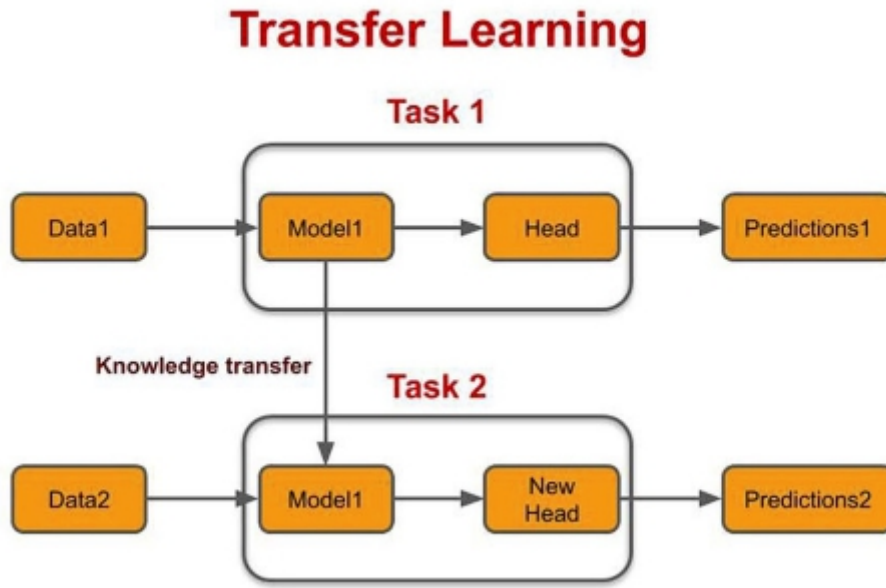 Transfer Learning
Task 1
Data1
Model1
Head
Predictions1
Knowledge transfer
Task 2
Data2
Model1
New
Head
Predictions2